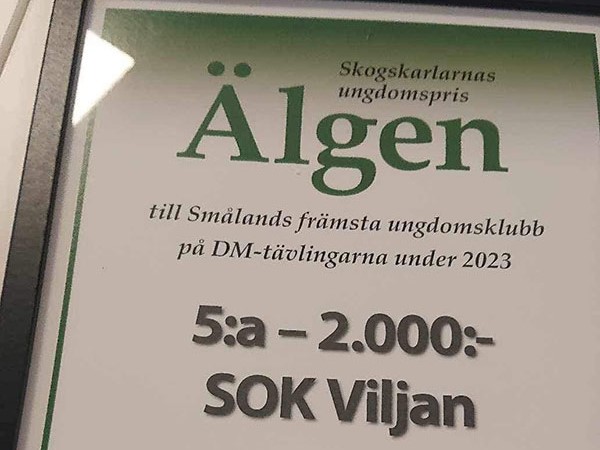 Skogskarlarnas
ungdomspris
Älgen
till Smålands främsta ungdomsklubb
på DM-tävlingarna under 2023
5:a – 2.000:-
SOK Viljan